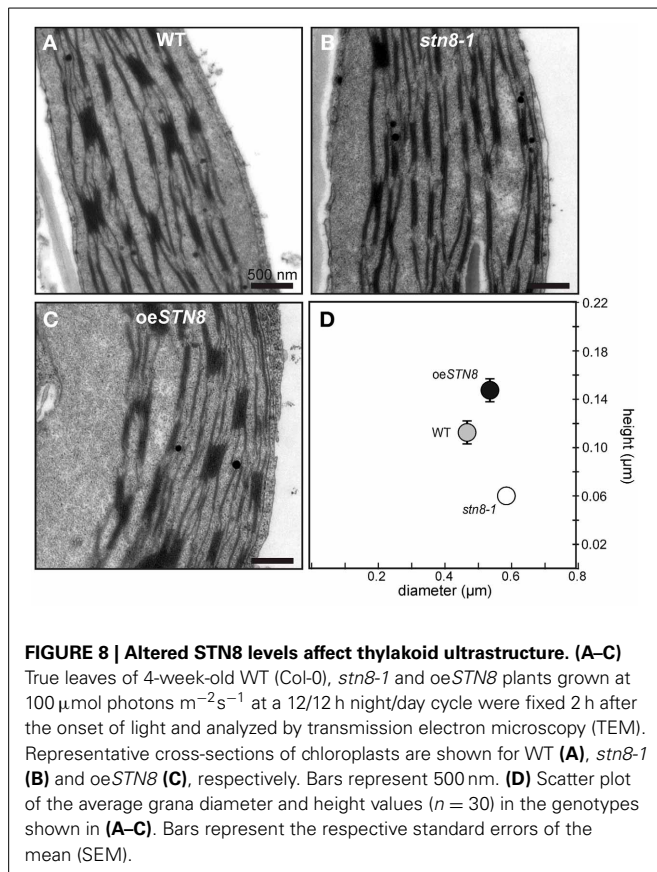 A
WT
B
stn8-1
500 nm
C
oeSTN8
D
0.22
0.18
0.14
0.10
0.06
0.02
height (µm)
oeSTN8
WT
stn8-1
0.2
0.4
0.6
0.8
diameter (µm)
FIGURE 8 | Altered STN8 levels affect thylakoid ultrastructure. (A–C)
True leaves of 4-week-old WT (Col-0), stn8-1 and oeSTN8 plants grown at
100 µmol photons m−2s−1 at a 12/12 h night/day cycle were fixed 2 h after
the onset of light and analyzed by transmission electron microscopy (TEM).
Representative cross-sections of chloroplasts are shown for WT (A), stn8-1
(B) and oeSTN8 (C), respectively. Bars represent 500 nm. (D) Scatter plot
of the average grana diameter and height values (n = 30) in the genotypes
shown in (A–C). Bars represent the respective standard errors of the
mean (SEM).